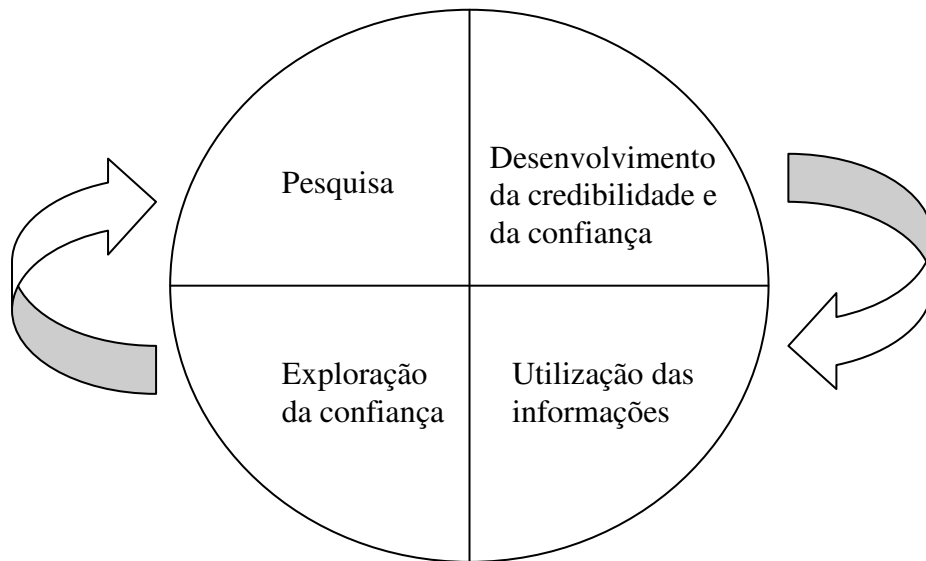 Pesquisa
Desenvolvimento
da credibilidade e
da confiança
Exploração
da confiança
Utilização das
informações